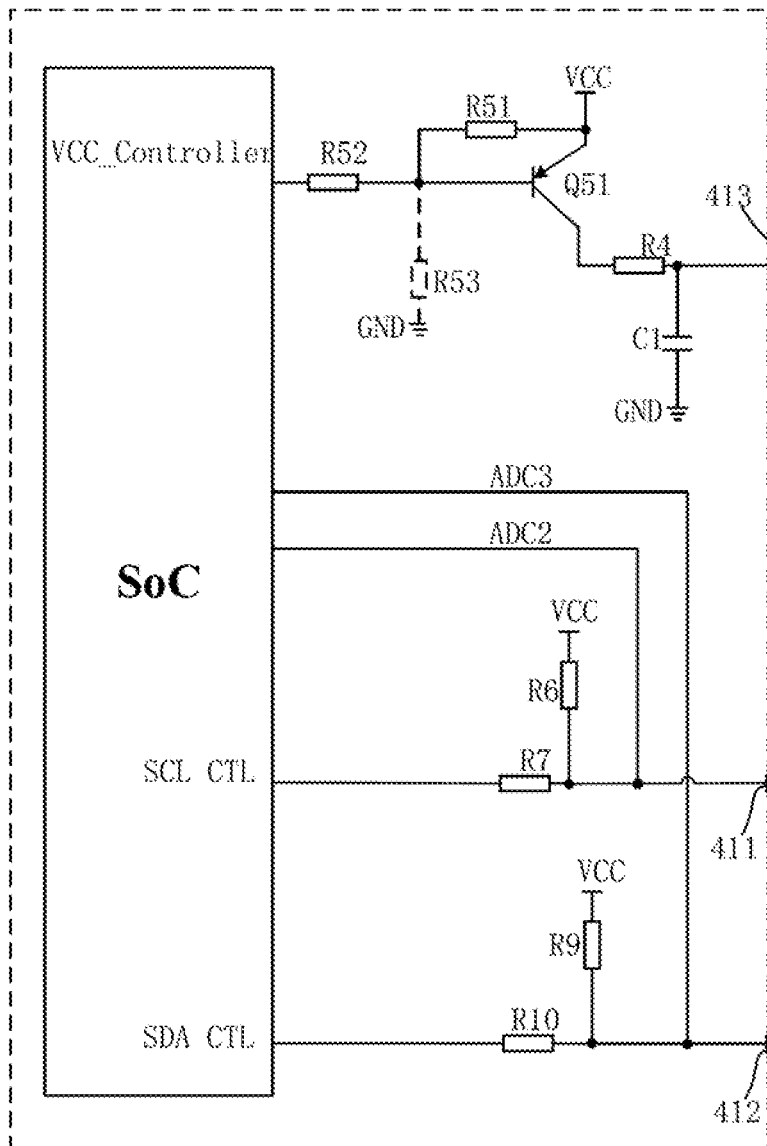 VCC
R51
VCC_Controller
R52
Q51
413
R4
R53
GND
C1
GND
ADC3
ADC2
SoC
VCC
R6
R7
SCL CTL
411
VCC
R9
R10
SDA CTL
412